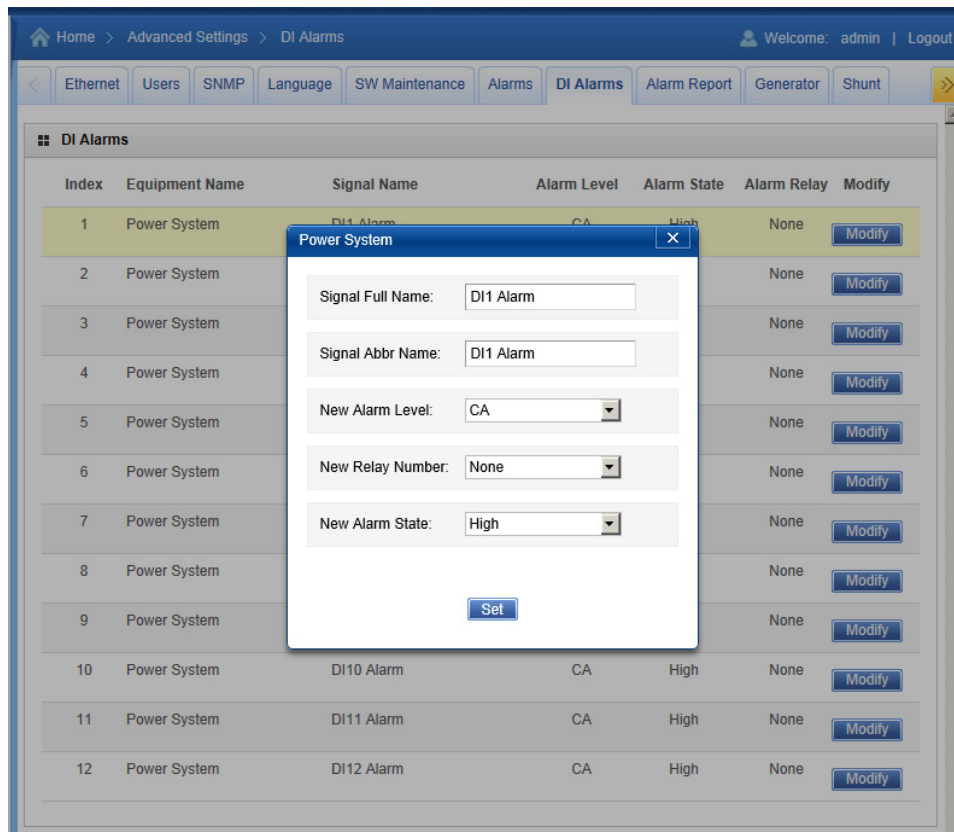 Home > Advanced Settings > DI Alarms
Welcome: admin | Logout
Ethernet Users SNMP Language SW Maintenance Alarms DI Alarms Alarm Report Generator Shunt
DI Alarms
Index Equipment Name Signal Name Alarm Level Alarm State Alarm Relay Modify
1 Power System DI1 Alarm CA High None Modify
2 Power System None Modify
3 Power System None Modify
4 Power System None Modify
5 Power System None Modify
6 Power System None Modify
7 Power System None Modify
8 Power System None Modify
9 Power System None Modify
10 Power System DI10 Alarm CA High None Modify
11 Power System DI11 Alarm CA High None Modify
12 Power System DI12 Alarm CA High None Modify
Power System
Signal Full Name: DI1 Alarm
Signal Abbr Name: DI1 Alarm
New Alarm Level: CA
New Relay Number: None
New Alarm State: High
Set